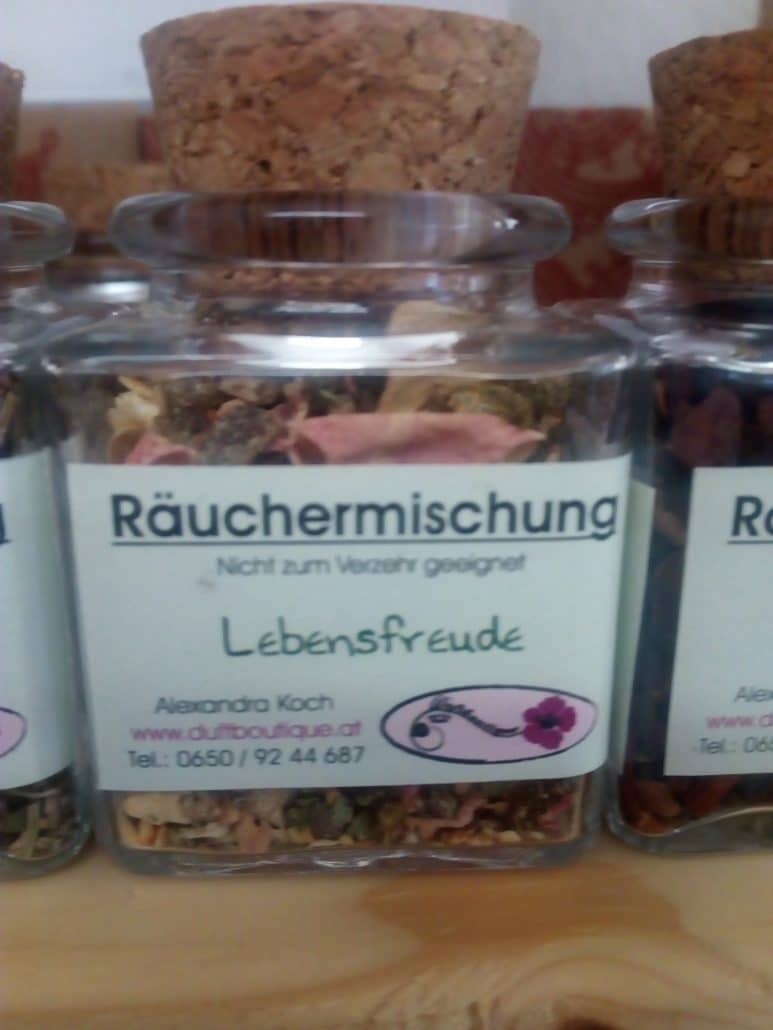 Räuchermischung
Nicht zum Verzehr geeignet
Lebensfreude
Alexandra Koch
www.duftboutique.at
Tel.: 0650 / 92 44 687